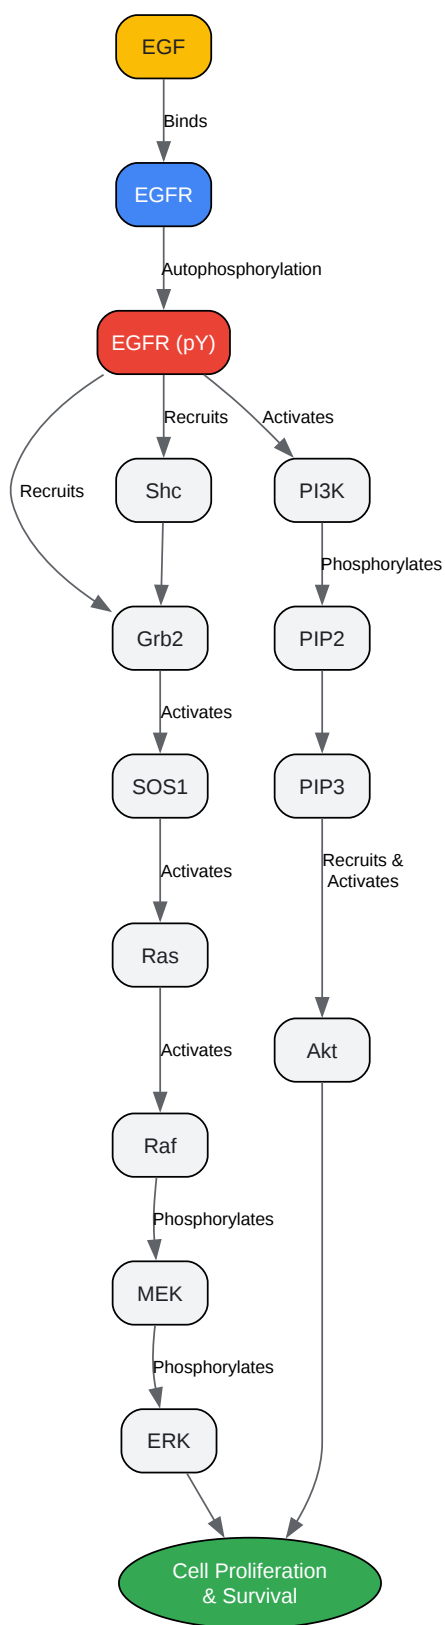 EGF
Binds
EGFR
Autophosphorylation
EGFR (pY)
Recruits
Activates
Recruits
Shc
PI3K
Phosphorylates
Grb2
PIP2
Activates
SOS1
PIP3
Recruits &
Activates
Activates
Ras
Activates
Akt
Raf
Phosphorylates
MEK
Phosphorylates
ERK
Cell Proliferation
& Survival